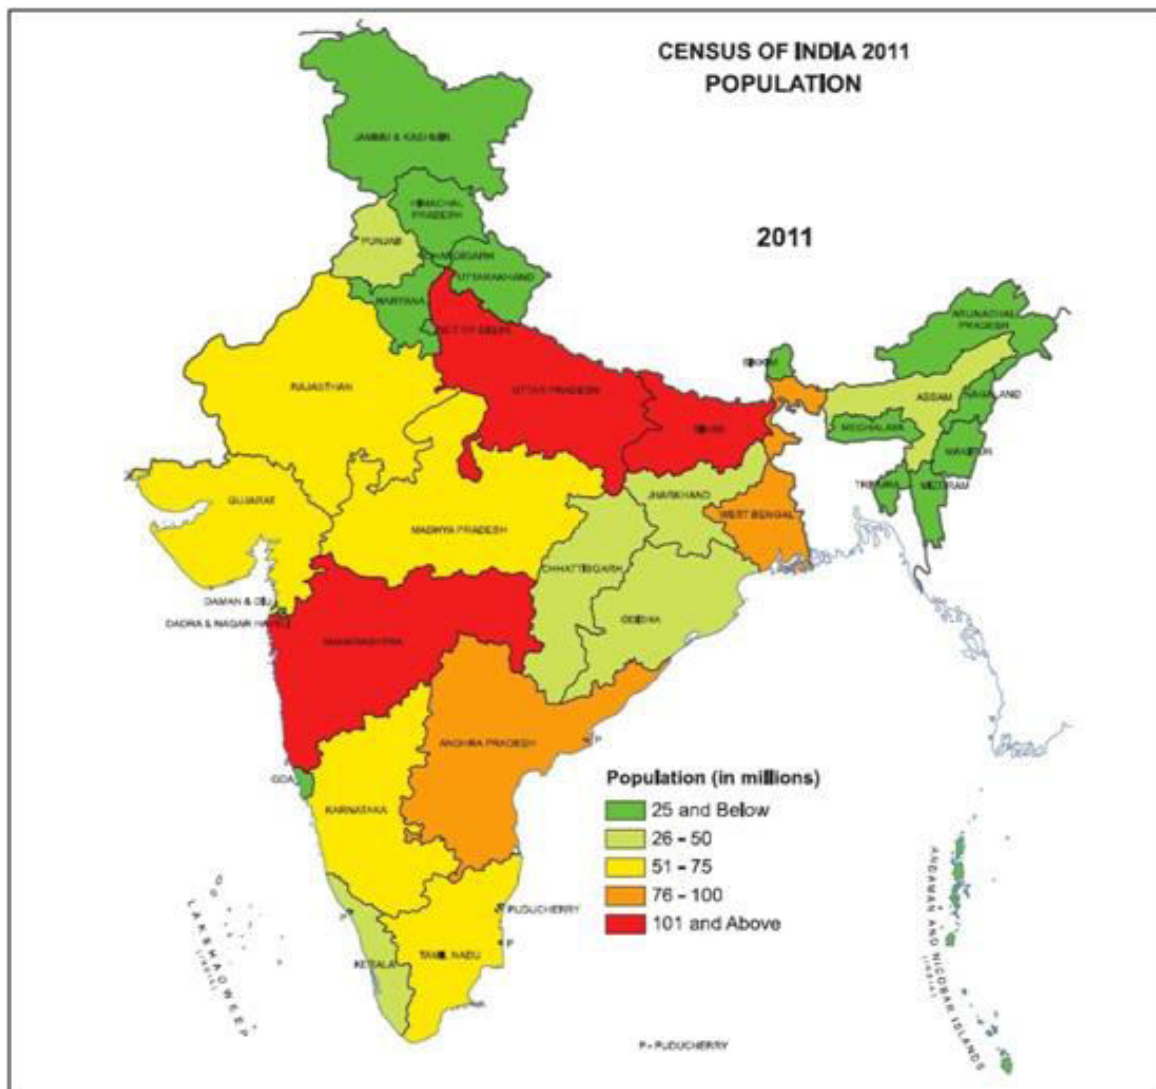 CENSUS OF INDIA 2011
POPULATION
2011
JAMMU & KASHMIR
HIMACHAL
PRADESH
PUNJAB
CHANDIGARH
UTTARAKHAND
HARYANA
NCT OF DELHI
ARUNACHAL
PRADESH
SIKKIM
RAJASTHAN
UTTAR PRADESH
ASSAM
NAGALAND
BIHAR
MEGHALAYA
MANIPUR
TRIPURA
MIZORAM
GUJARAT
JHARKHAND
WEST BENGAL
MADHYA PRADESH
CHHATTISGARH
DAMAN & DIU
DADRA & NAGAR HAVELI
ODISHA
MAHARASHTRA
ANDHRA PRADESH
P
GOA
KARNATAKA
Population (in millions)
25 and Below
26 – 50
51 – 75
76 – 100
101 and Above
PUDUCHERRY
P
P
KERALA
TAMIL NADU
LAKSHADWEEP
(INDIA)
ANDAMAN AND NICOBAR ISLANDS
(INDIA)
P - PUDUCHERRY